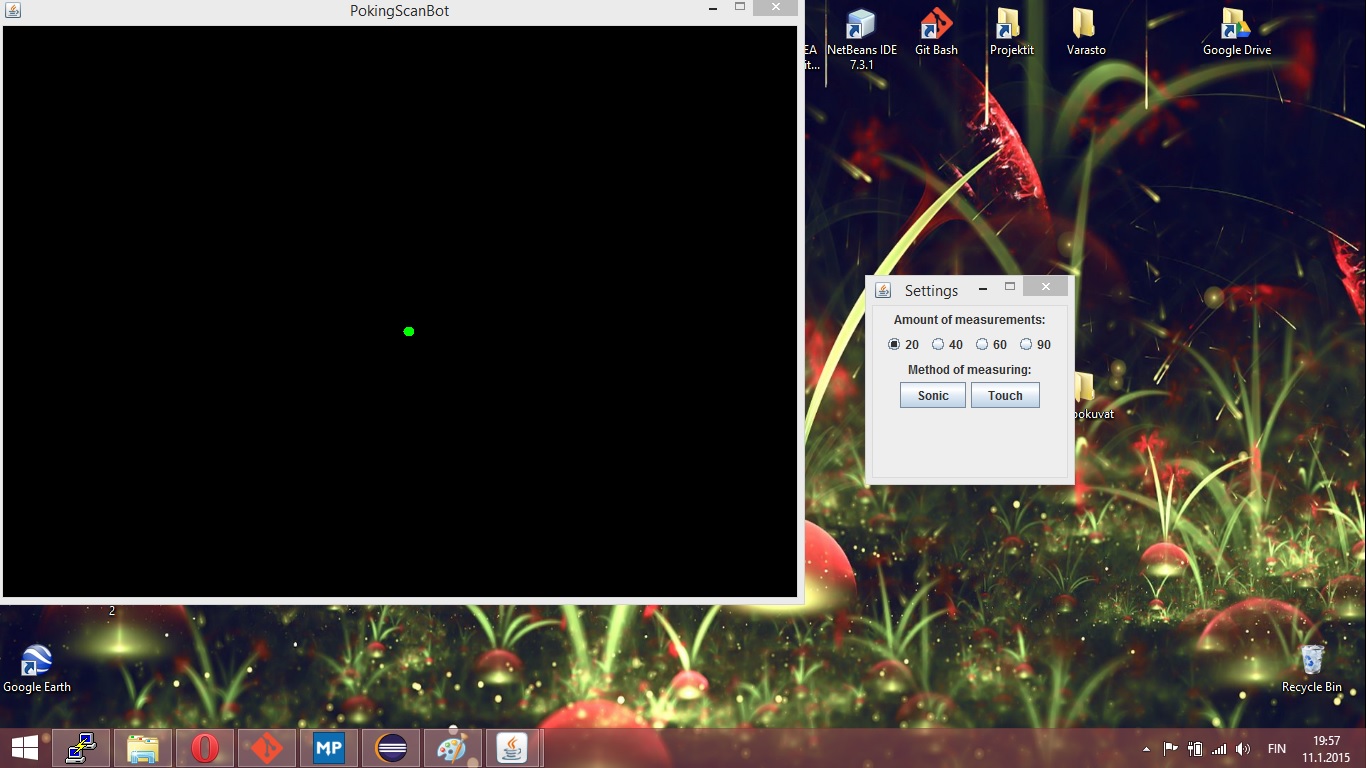 PokingScanBot
EA
it...
NetBeans IDE
7.3.1
Git Bash
Projektit
Varasto
Google Drive
Settings
Amount of measurements:
20 40 60 90
Method of measuring:
Sonic Touch
okuvat
2
Google Earth
Recycle Bin
MP
FIN
19:57
11.1.2015